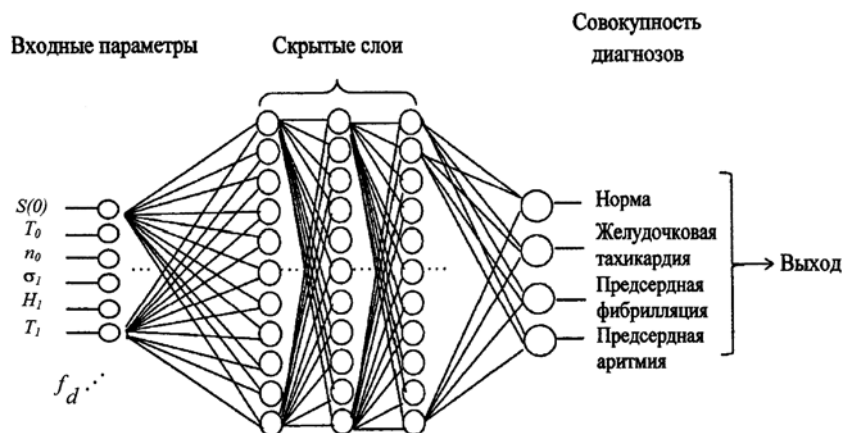 Входные параметры
Скрытые слои
Совокупность
диагнозов
S(0)
T₀
n₀
σ₁
H₁
T₁
f_d
Норма
Желудочковая
тахикардия
Предсердная
фибрилляция
Предсердная
аритмия
Выход